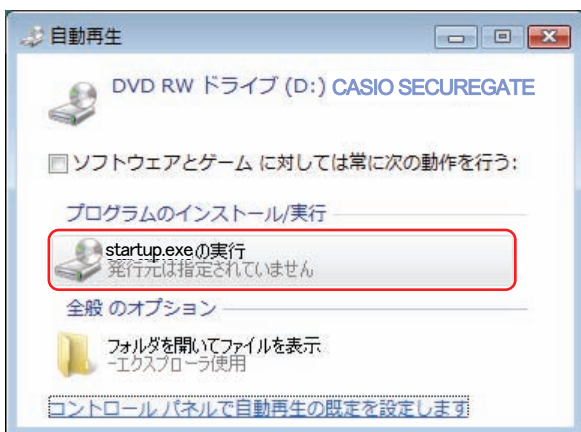 自動再生
DVD RW ドライブ (D:) CASIO SECUREGATE
ソフトウェアとゲーム に対しては常に次の動作を行う:
プログラムのインストール/実行
startup.exeの実行
発行元は指定されていません
全般 のオプション
フォルダを開いてファイルを表示
-エクスプローラ使用
コントロール パネルで自動再生の既定を設定します